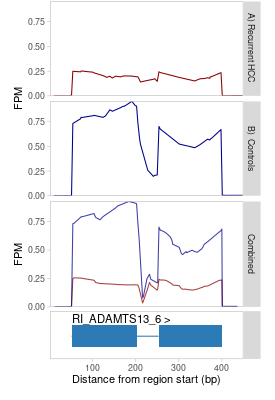 0.75
0.50
0.25
0.00
FPM
A) Recurrent HCC
0.75
0.50
0.25
0.00
FPM
B) Controls
0.75
0.50
0.25
0.00
FPM
Combined
RI_ADAMTS13_6 >
100 200 300 400
Distance from region start (bp)